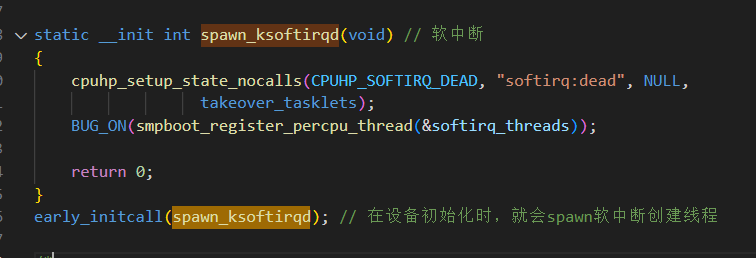 static __init int spawn_ksoftirqd(void) // 软中断
{
    cpuhp_setup_state_nocalls(CPUHP_SOFTIRQ_DEAD, "softirq:dead", NULL,
                  takeover_tasklets);
    BUG_ON(smpboot_register_percpu_thread(&softirq_threads));

    return 0;
}
early_initcall(spawn_ksoftirqd); // 在设备初始化时，就会spawn软中断创建线程